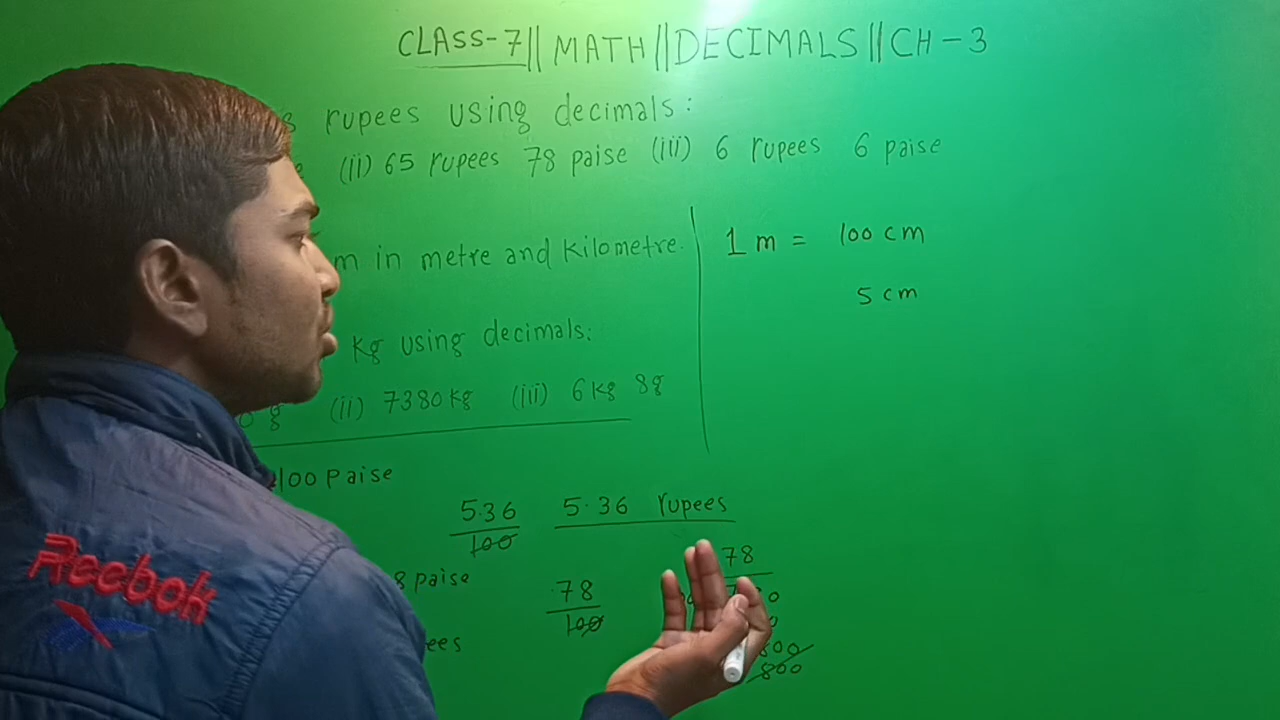 CLASS-7 || MATH || DECIMALS || CH-3
rupees using decimals:
(ii) 65 rupees 78 paise (iii) 6 rupees 6 paise
m in metre and Kilometre.
1 m = 100 cm
5 cm
Kg using decimals:
0 g (ii) 7380 Kg (iii) 6 Kg 8g
100 Paise
5.36 5.36 rupees
100
78
8 paise .78
100
800
800
Reebok